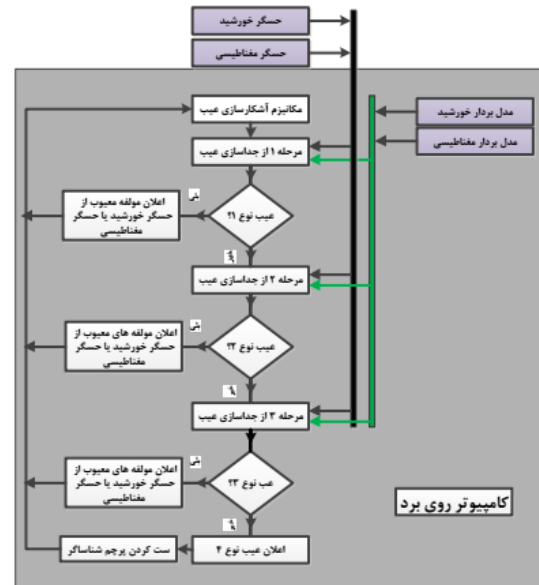 حسگر خورشید
حسگر مغناطیسی
مکانیزم آشکارسازی عیب
مدل بردار خورشید
مدل بردار مغناطیسی
مرحله ۱ از جداسازی عیب
عیب نوع ۱؟
بلی
اعلان مولفه معیوب از
حسگر خورشید یا حسگر
مغناطیسی
خیر
مرحله ۲ از جداسازی عیب
عیب نوع ۲؟
بلی
اعلان مولفه های معیوب از
حسگر خورشید یا حسگر
مغناطیسی
خیر
مرحله ۳ از جداسازی عیب
عب نوع ۳؟
بلی
اعلان مولفه های معیوب از
حسگر خورشید یا حسگر
مغناطیسی
خیر
کامپیوتر روی برد
اعلان عیب نوع ۴
ست کردن پرچم شناساگر